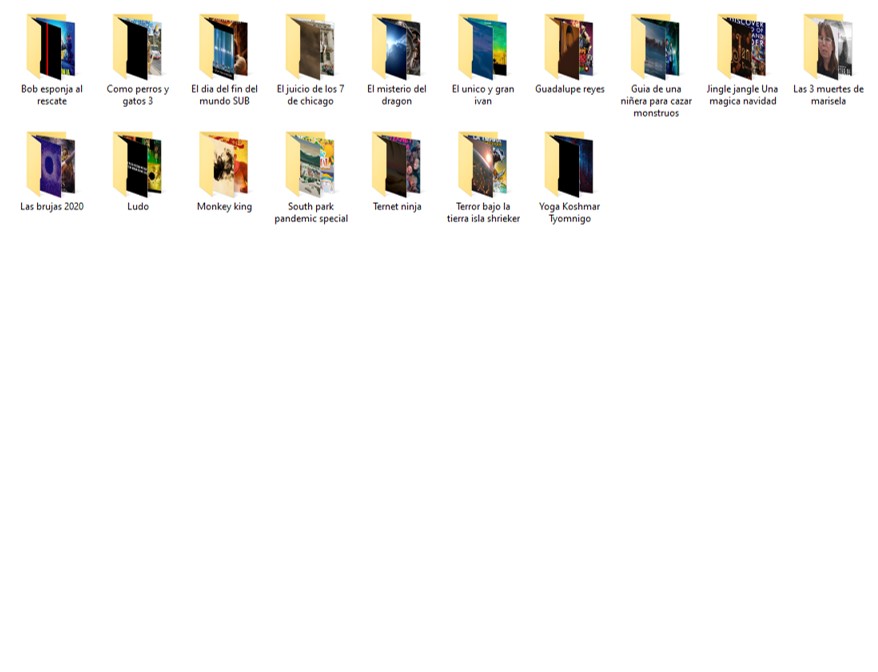 Bob esponja al
rescate
Como perros y
gatos 3
El dia del fin del
mundo SUB
El juicio de los 7
de chicago
El misterio del
dragon
El unico y gran
ivan
Guadalupe reyes
Guia de una
niñera para cazar
monstruos
Jingle jangle Una
magica navidad
Las 3 muertes de
marisela
Las brujas 2020
Ludo
Monkey king
South park
pandemic special
Ternet ninja
Terror bajo la
tierra isla shrieker
Yoga Koshmar
Tyomnigo